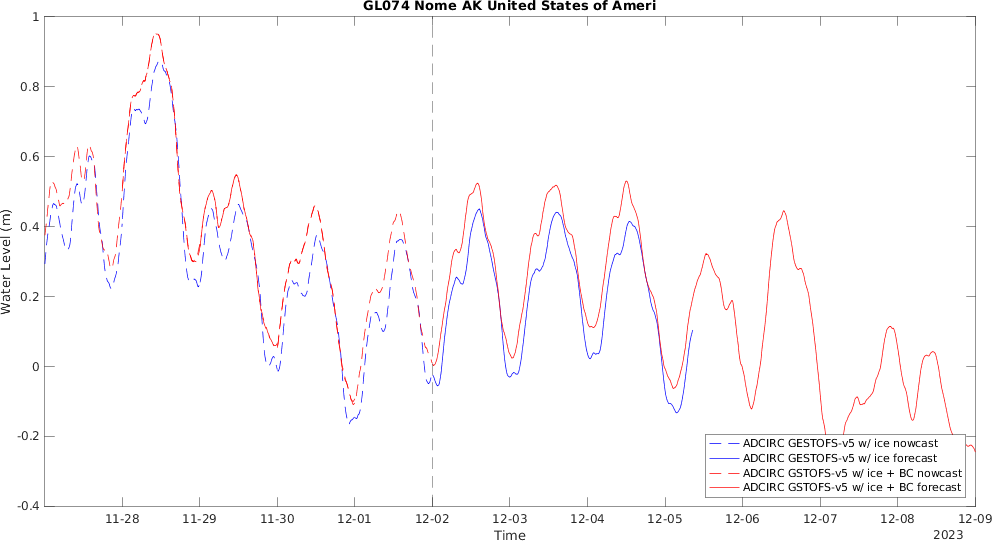 GL074 Nome AK United States of Ameri
1
0.8
0.6
0.4
0.2
0
-0.2
-0.4
Water Level (m)
ADCIRC GESTOFS-v5 w/ ice nowcast
ADCIRC GESTOFS-v5 w/ ice forecast
ADCIRC GSTOFS-v5 w/ ice + BC nowcast
ADCIRC GSTOFS-v5 w/ ice + BC forecast
11-28 11-29 11-30 12-01 12-02 12-03 12-04 12-05 12-06 12-07 12-08 12-09
Time
2023